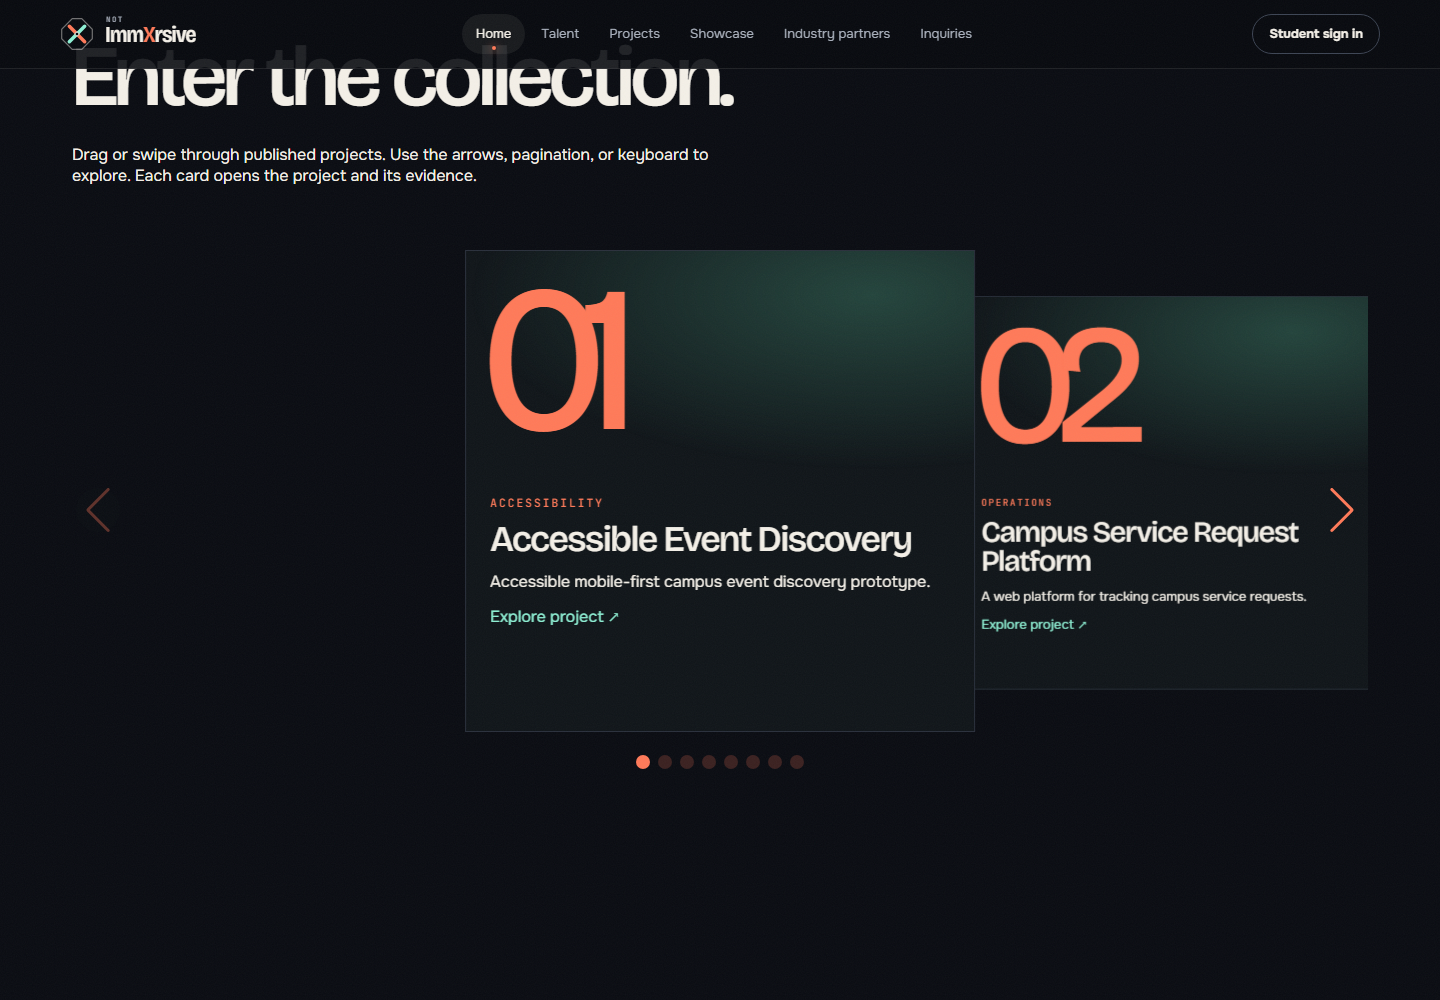 NOT
ImmXrsive
Home
Talent
Projects
Showcase
Industry partners
Inquiries
Student sign in
Enter the collection.
Drag or swipe through published projects. Use the arrows, pagination, or keyboard to
explore. Each card opens the project and its evidence.
01
ACCESSIBILITY
Accessible Event Discovery
Accessible mobile-first campus event discovery prototype.
Explore project ↗
02
OPERATIONS
Campus Service Request
Platform
A web platform for tracking campus service requests.
Explore project ↗